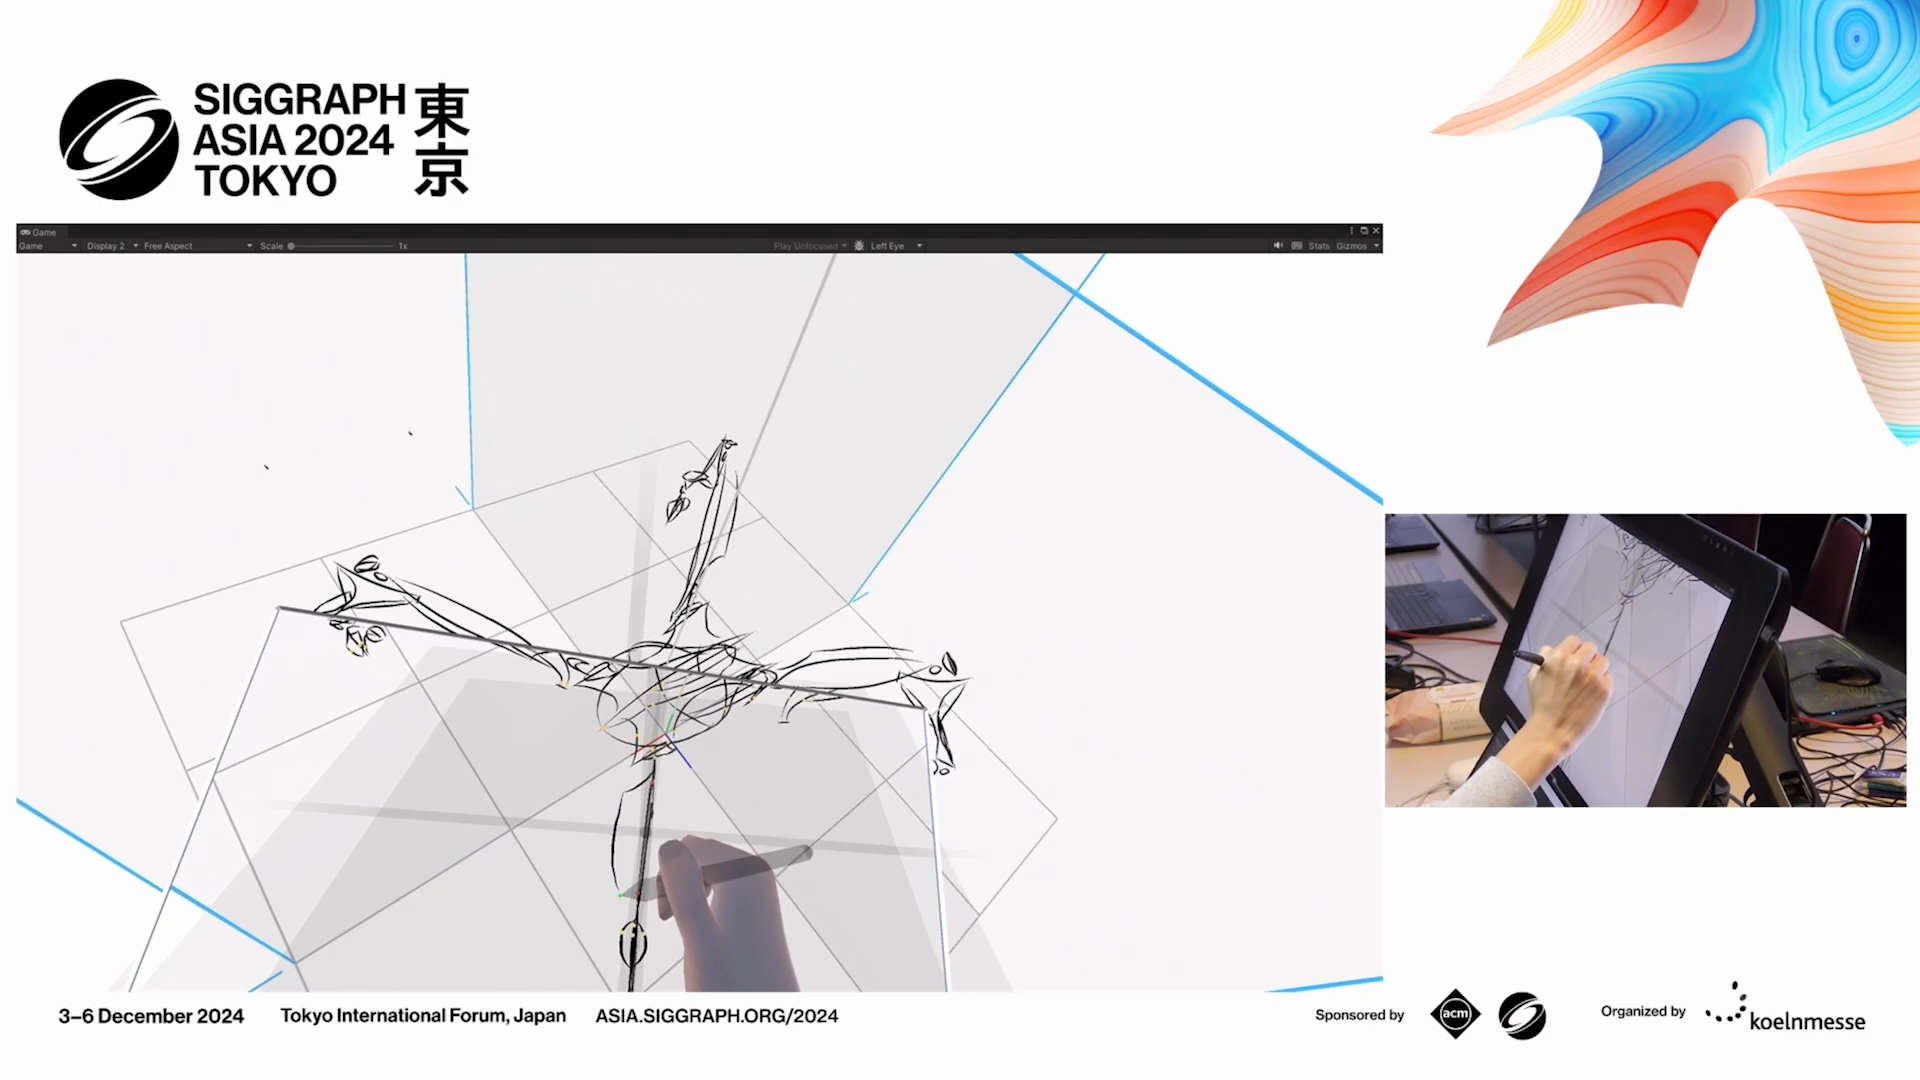 SIGGRAPH
ASIA 2024
TOKYO
東京
Game
Game Display 2 Free Aspect Scale 1x Play Unfocused Left Eye Stats Gizmos
3–6 December 2024 Tokyo International Forum, Japan ASIA.SIGGRAPH.ORG/2024
Sponsored by acm Organized by koelnmesse